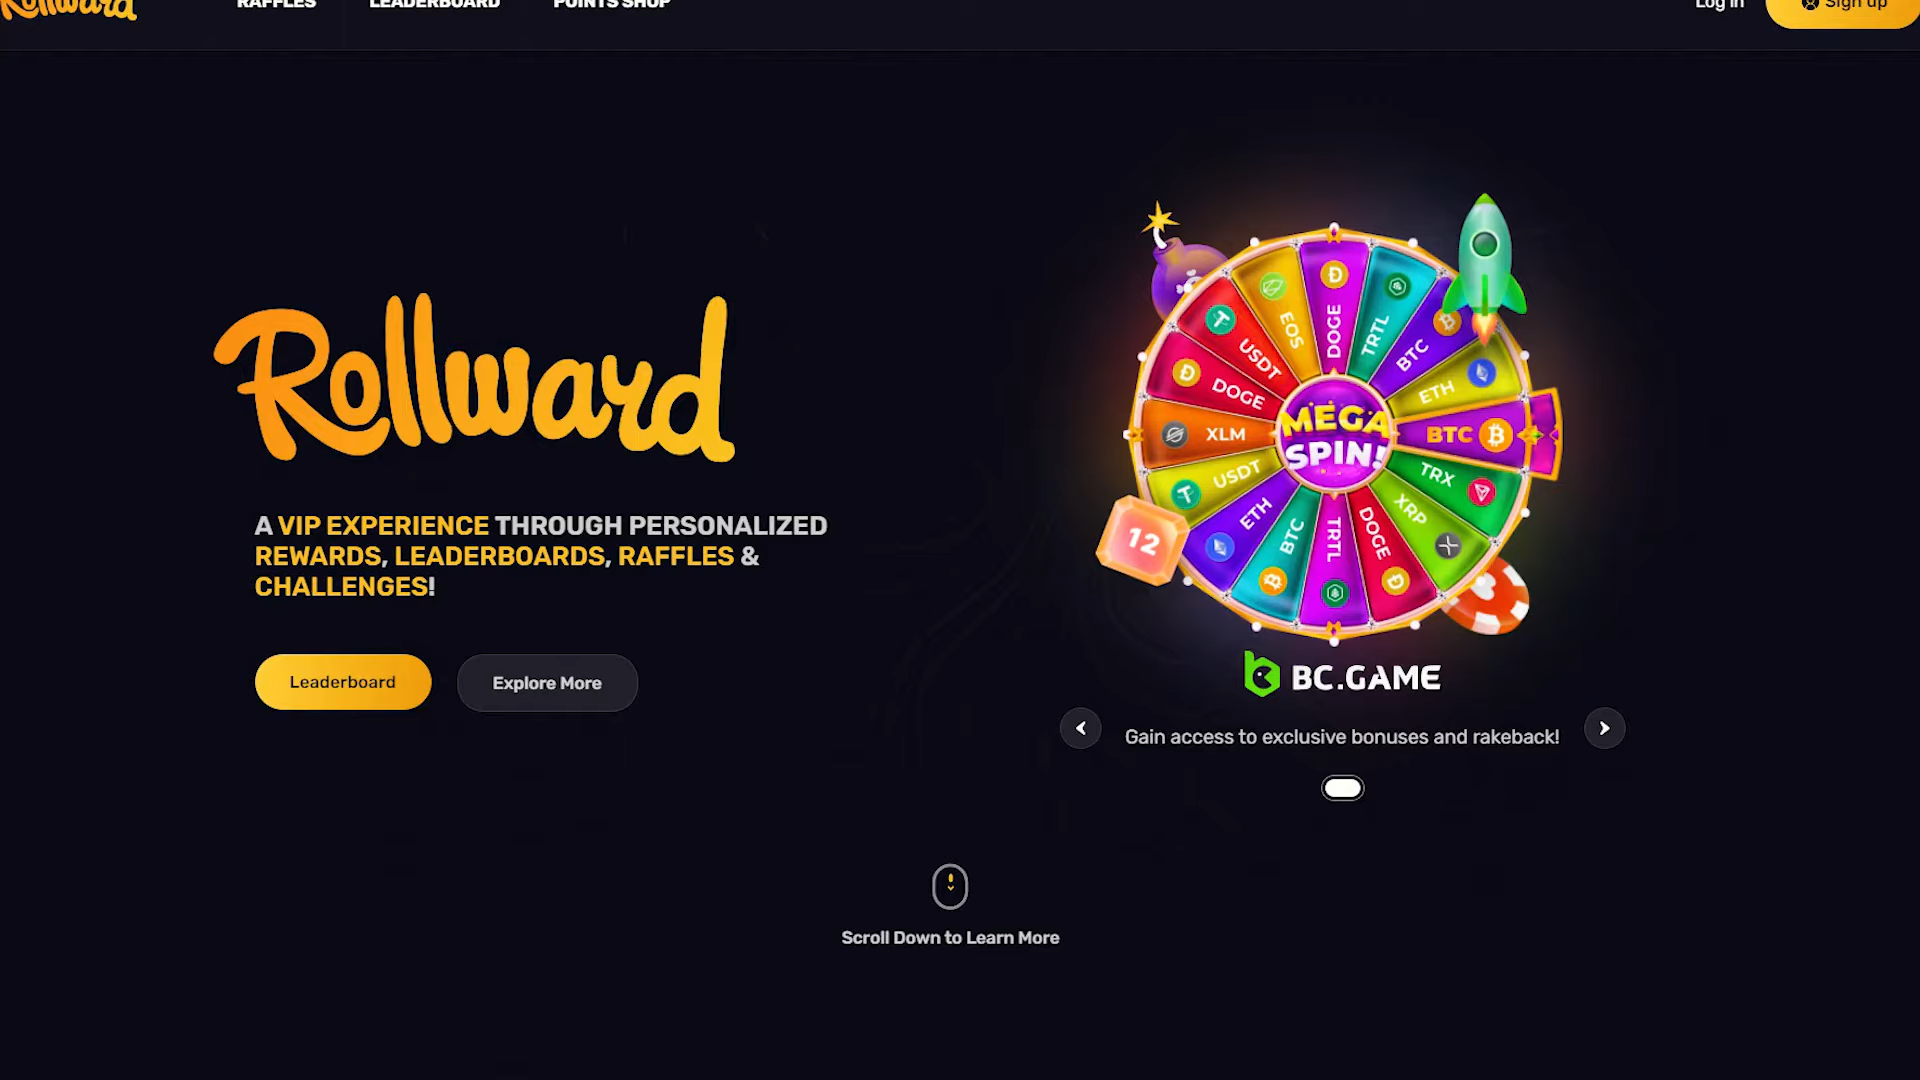 Rollward
RAFFLES
LEADERBOARD
POINTS SHOP
Log in
Sign up
Rollward
A VIP EXPERIENCE THROUGH PERSONALIZED
REWARDS, LEADERBOARDS, RAFFLES &
CHALLENGES!
Leaderboard
Explore More
DOGE
TRTL
BTC
ETH
BTC
TRX
XRP
DOGE
TRTL
BTC
ETH
USDT
XLM
DOGE
USDT
EOS
MEGA
SPIN!
12
BC.GAME
Gain access to exclusive bonuses and rakeback!
Scroll Down to Learn More